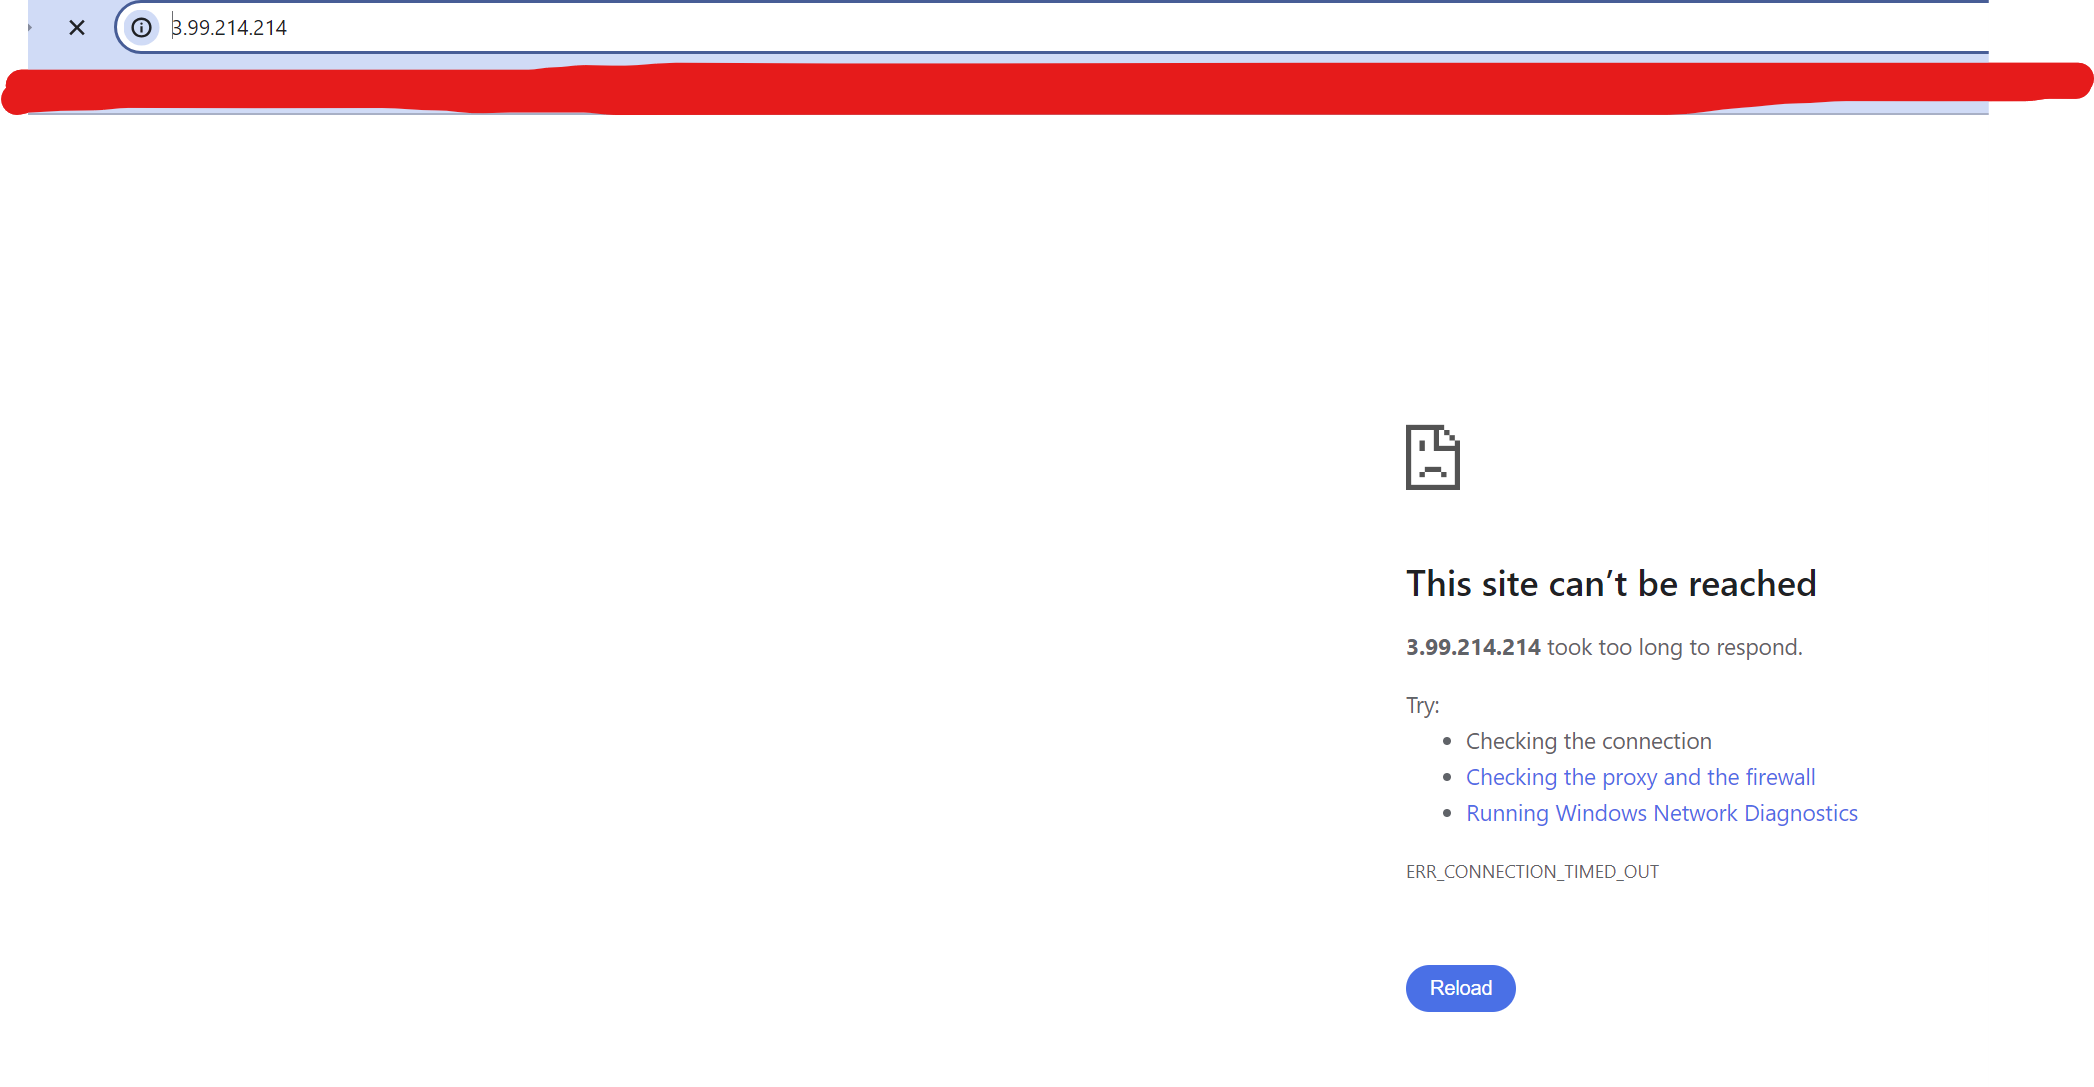 3.99.214.214
This site can’t be reached
3.99.214.214 took too long to respond.
Try:
Checking the connection
Checking the proxy and the firewall
Running Windows Network Diagnostics
ERR_CONNECTION_TIMED_OUT
Reload